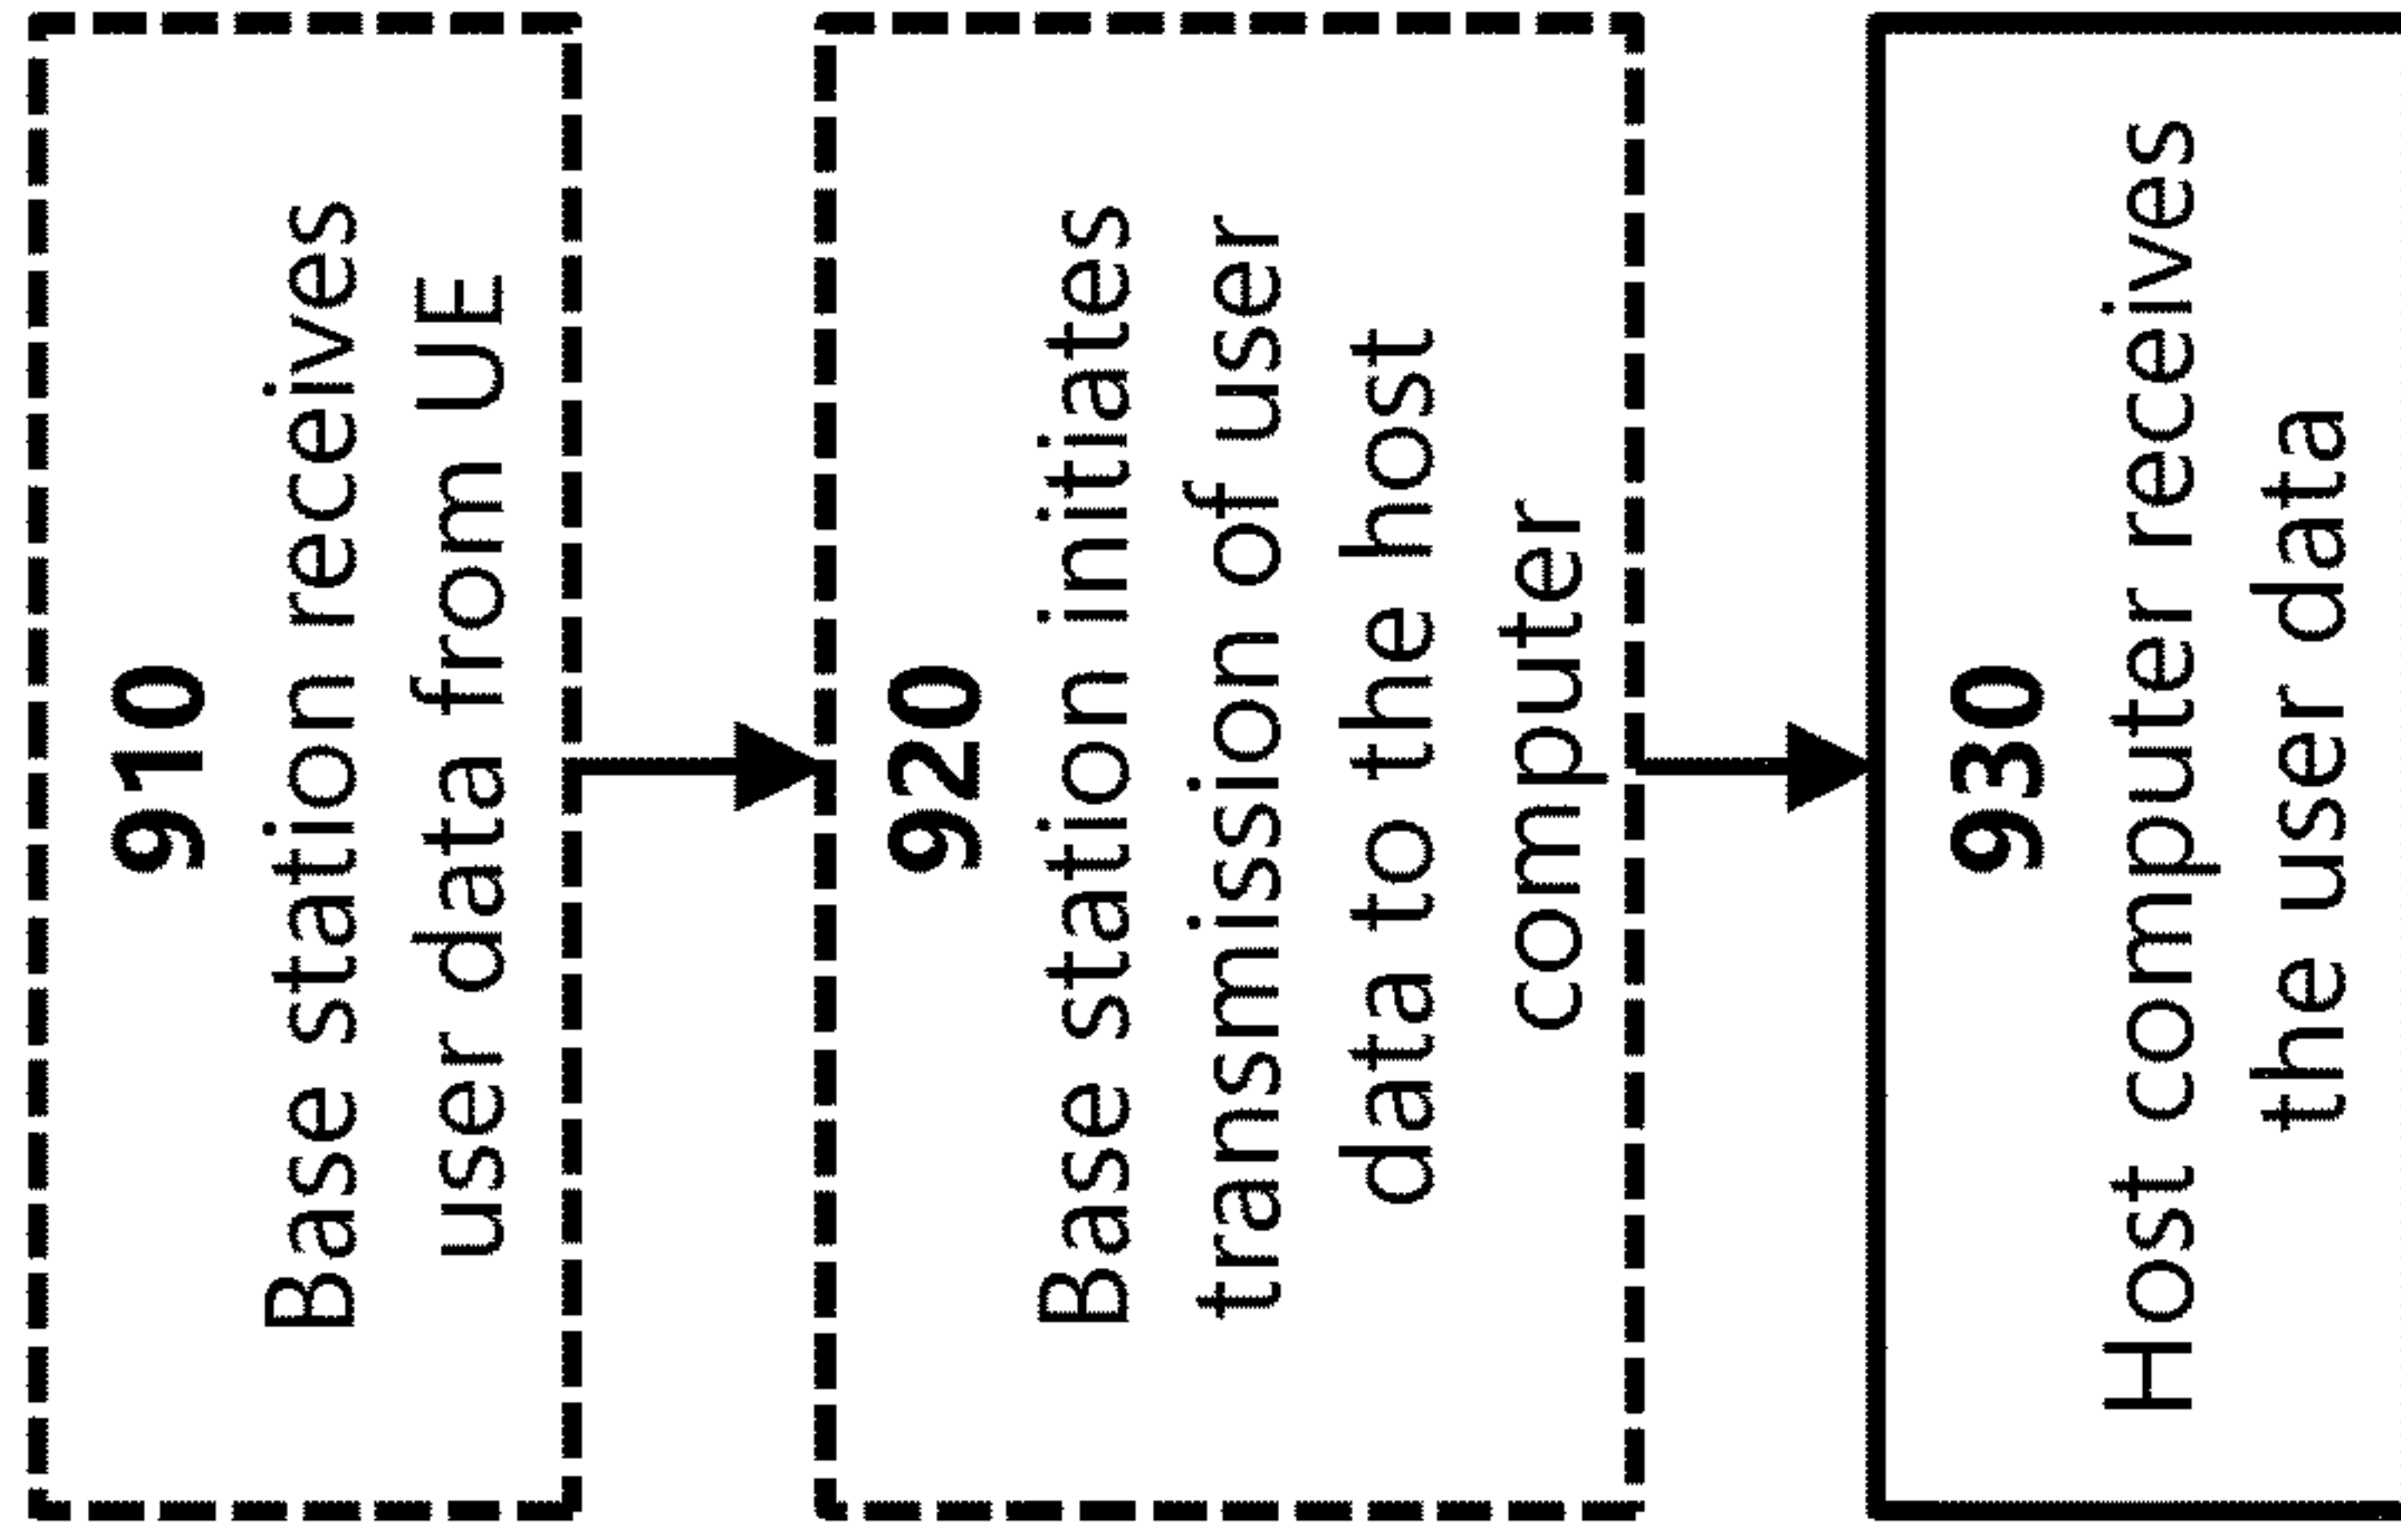 910
Base station receives
user data from UE
920
Base station initiates
transmission of user
data to the host
computer
930
Host computer receives
the user data